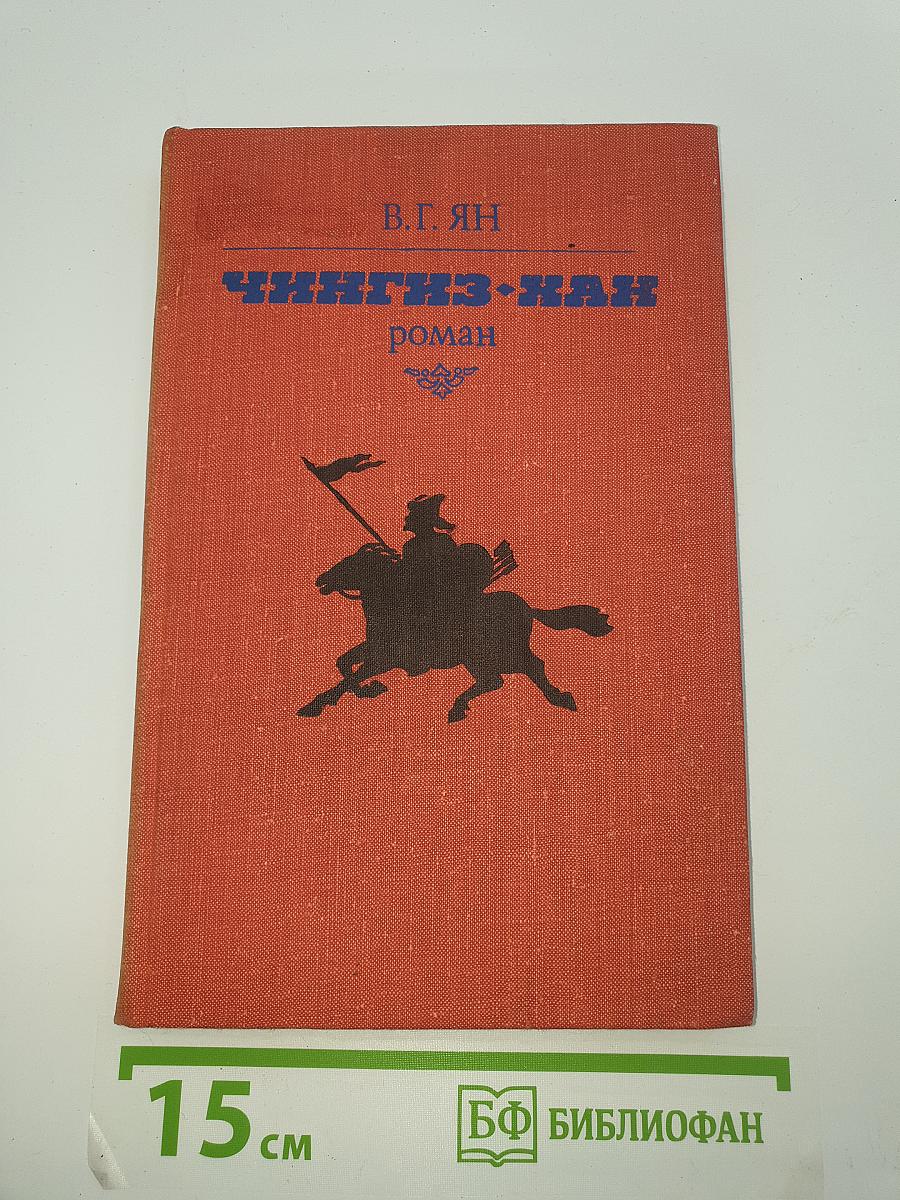 В. Г. ЯН
ЧИНГИЗ-ХАН
роман
15 см
БФ БИБЛИОФАН